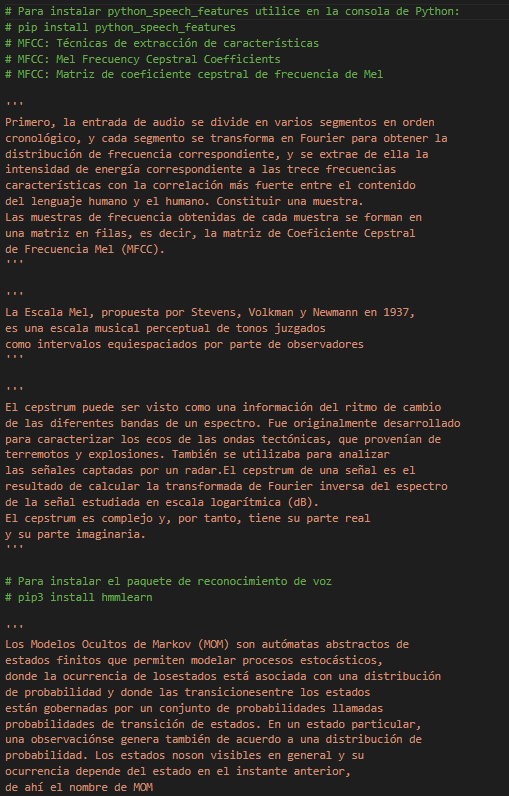 # Para instalar python_speech_features utilice en la consola de Python:
# pip install python_speech_features
# MFCC: Técnicas de extracción de características
# MFCC: Mel Frecuency Cepstral Coefficients
# MFCC: Matriz de coeficiente cepstral de frecuencia de Mel
'''
Primero, la entrada de audio se divide en varios segmentos en orden
cronológico, y cada segmento se transforma en Fourier para obtener la
distribución de frecuencia correspondiente, y se extrae de ella la
intensidad de energía correspondiente a las trece frecuencias
características con la correlación más fuerte entre el contenido
del lenguaje humano y el humano. Constituir una muestra.
Las muestras de frecuencia obtenidas de cada muestra se forman en
una matriz en filas, es decir, la matriz de Coeficiente Cepstral
de Frecuencia Mel (MFCC).
'''
'''
La Escala Mel, propuesta por Stevens, Volkman y Newmann en 1937,
es una escala musical perceptual de tonos juzgados
como intervalos equiespaciados por parte de observadores
'''
'''
El cepstrum puede ser visto como una información del ritmo de cambio
de las diferentes bandas de un espectro. Fue originalmente desarrollado
para caracterizar los ecos de las ondas tectónicas, que provenían de
terremotos y explosiones. También se utilizaba para analizar
las señales captadas por un radar.El cepstrum de una señal es el
resultado de calcular la transformada de Fourier inversa del espectro
de la señal estudiada en escala logarítmica (dB).
El cepstrum es complejo y, por tanto, tiene su parte real
y su parte imaginaria.
'''
# Para instalar el paquete de reconocimiento de voz
# pip3 install hmmlearn
'''
Los Modelos Ocultos de Markov (MOM) son autómatas abstractos de
estados finitos que permiten modelar procesos estocásticos,
donde la ocurrencia de losestados está asociada con una distribución
de probabilidad y donde las transicionesentre los estados
están gobernadas por un conjunto de probabilidades llamadas
probabilidades de transición de estados. En un estado particular,
una observaciónse genera también de acuerdo a una distribución de
probabilidad. Los estados noson visibles en general y su
ocurrencia depende del estado en el instante anterior,
de ahí el nombre de MOM